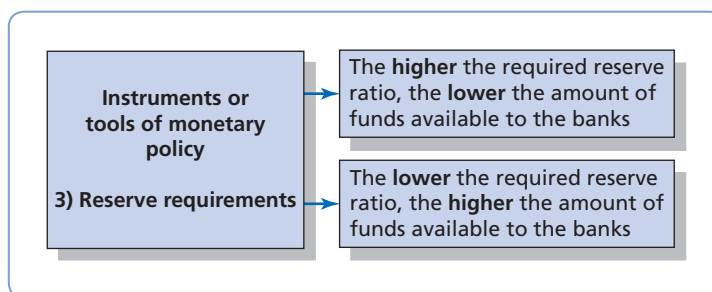 Instruments or
tools of monetary
policy
3) Reserve requirements
The higher the required reserve
ratio, the lower the amount of
funds available to the banks
The lower the required reserve
ratio, the higher the amount of
funds available to the banks